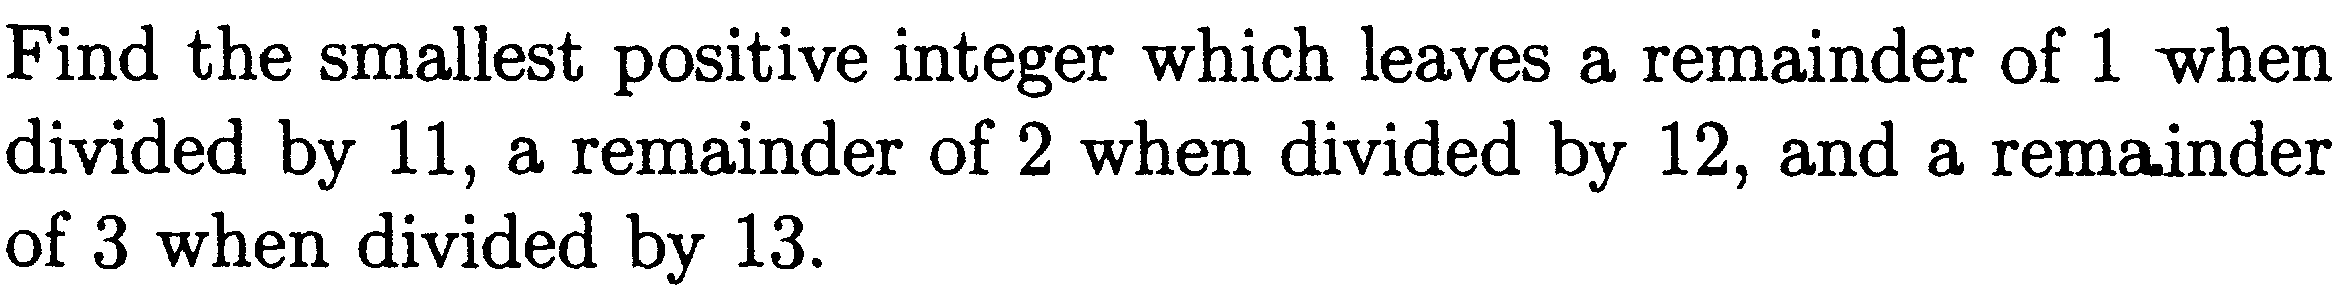 Find the smallest positive integer which leaves a remainder of 1 when
divided by 11, a remainder of 2 when divided by 12, and a remainder
of 3 when divided by 13.